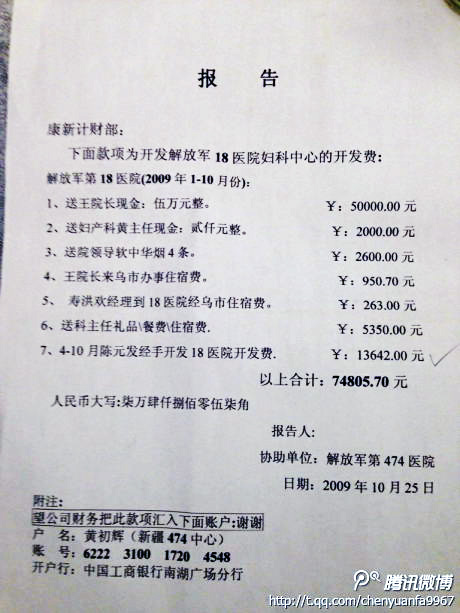 报 告
康新计财部：
下面款项为开发解放军 18 医院妇科中心的开发费：
解放军第 18 医院(2009 年 1-10 月份)：
1、送王院长现金：伍万元整。 ￥：50000.00 元
2、送妇产科黄主任现金：贰仟元整。 ￥：2000.00 元
3、送院领导软中华烟 4 条。 ￥：2600.00 元
4、王院长来乌市办事住宿费。 ￥：950.70 元
5、 寿洪欢经理到 18 医院经乌市住宿费。 ￥：263.00 元
6、送科主任礼品\餐费\住宿费. ￥：5350.00 元
7、4-10 月陈元发经手开发 18 医院开发费. ￥：13642.00 元
以上合计：74805.70 元
人民币大写:柒万肆仟捌佰零伍柒角
报告人：
协助单位：解放军第 474 医院
日期：2009 年 10 月 25 日
附注：
望公司财务把此款项汇入下面账户:谢谢
户 名：黄初辉（新疆 474 中心）
账 号：6222 3100 1720 4548
开户行：中国工商银行南湖广场分行
腾讯微博
http://t.qq.com/chenyuanfa9967